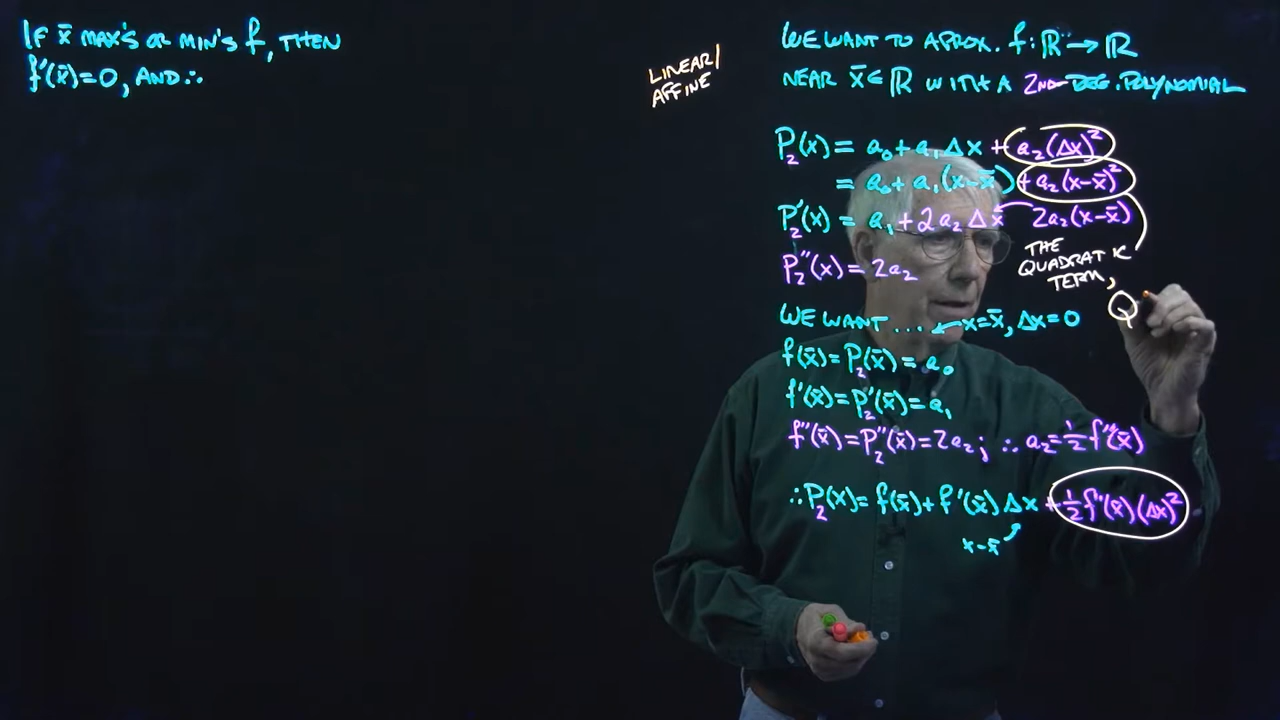 IF x̄ MAX'S OR MIN'S f, THEN
f'(x̄)=0, AND ∴
LINEAR/
AFFINE
WE WANT TO APROX. f: ℝ → ℝ
NEAR x̄ ∈ ℝ WITH A 2ND-DEG. POLYNOMIAL
P₂(x) = a₀ + a₁Δx + a₂(Δx)²
= a₀ + a₁(x-x̄) + a₂(x-x̄)²
P₂'(x) = a₁ + 2a₂Δx 2a₂(x-x̄)
P₂''(x) = 2a₂
THE
QUADRATIC
TERM,
Q
WE WANT .... x=x̄, Δx=0
f(x̄) = P₂(x̄) = a₀
f'(x̄) = P₂'(x̄) = a₁
f''(x̄) = P₂''(x̄) = 2a₂; ∴ a₂ = ½f''(x̄)
∴ P₂(x) = f(x̄) + f'(x̄)Δx + ½f''(x̄)(Δx)²
x-x̄